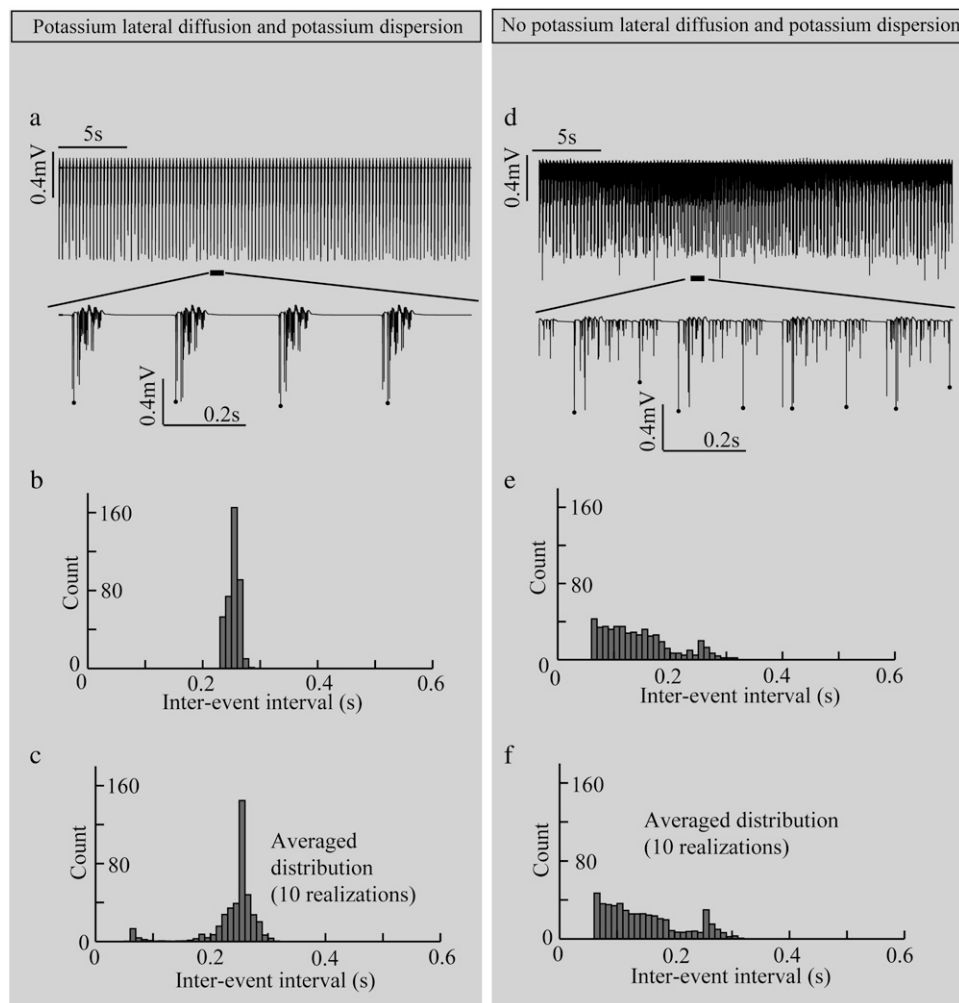 Potassium lateral diffusion and potassium dispersion
a
5s
0.4mV
0.4mV
0.2s
b
160
80
0
Count
0
0.2
0.4
0.6
Inter-event interval (s)
c
160
80
0
Count
Averaged
distribution
(10 realizations)
0
0.2
0.4
0.6
Inter-event interval (s)
No potassium lateral diffusion and potassium dispersion
d
5s
0.4mV
0.4mV
0.2s
e
160
80
0
Count
0
0.2
0.4
0.6
Inter-event interval (s)
f
160
80
0
Count
Averaged distribution
(10 realizations)
0
0.2
0.4
0.6
Inter-event interval (s)